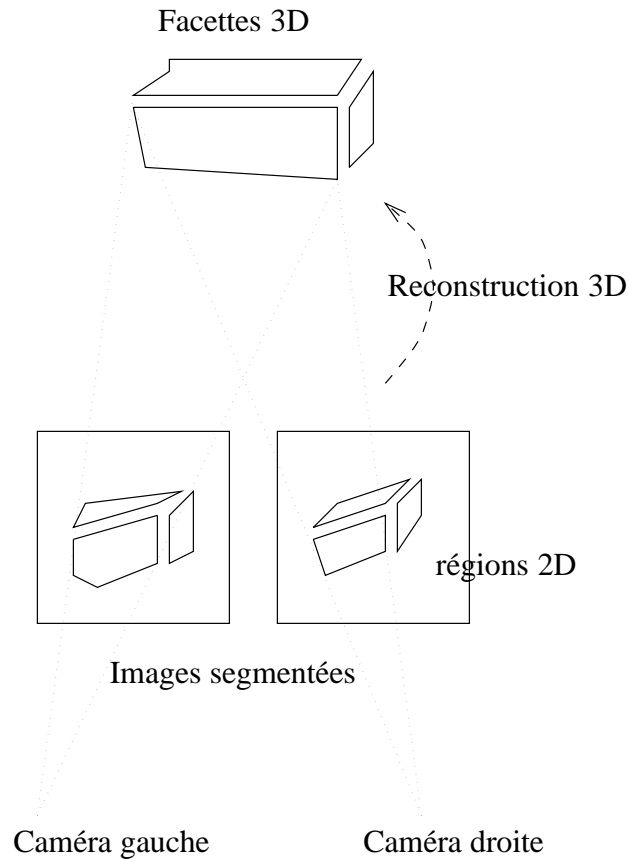 Facettes 3D
Reconstruction 3D
régions 2D
Images segmentées
Caméra gauche
Caméra droite